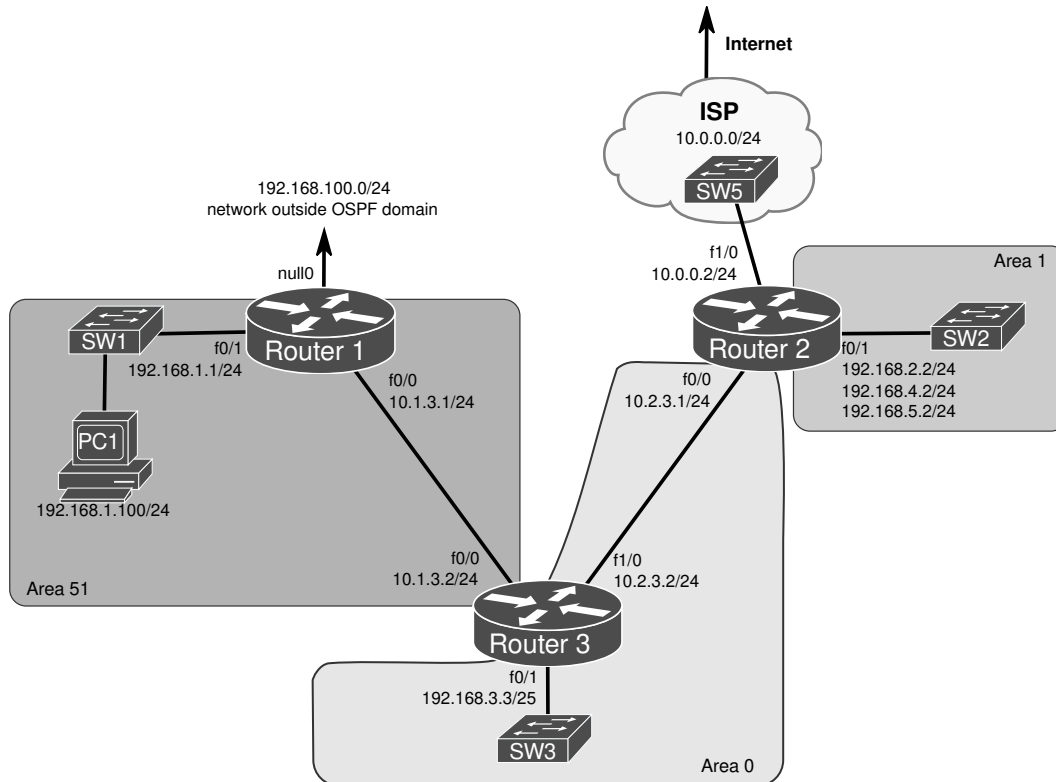 Internet
ISP
10.0.0.0/24
SW5
192.168.100.0/24
network outside OSPF domain
null0
f1/0
10.0.0.2/24
Area 1
SW1
f0/1
192.168.1.1/24
Router 1
f0/0
10.1.3.1/24
Router 2
f0/0
10.2.3.1/24
f0/1
192.168.2.2/24
192.168.4.2/24
192.168.5.2/24
SW2
PC1
192.168.1.100/24
Area 51
f0/0
10.1.3.2/24
f1/0
10.2.3.2/24
Router 3
f0/1
192.168.3.3/25
SW3
Area 0